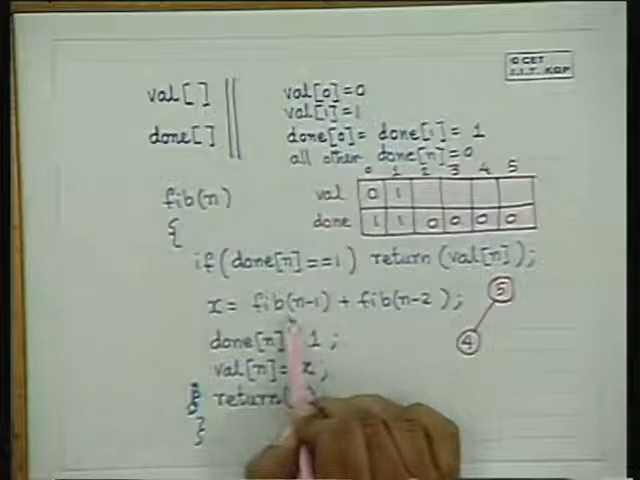 © CET
I.I.T. KGP
val[ ]
done[ ]
val[0]=0
val[1]=1
done[0]= done[1]= 1
all other done[n]=0
0 1 2 3 4 5
val 0 1
done 1 1 0 0 0 0
fib(n)
{
if(done[n]==1) return(val[n]);
x= fib(n-1) + fib(n-2);
done[n] 1;
val[n]= x;
return(
}
5
4